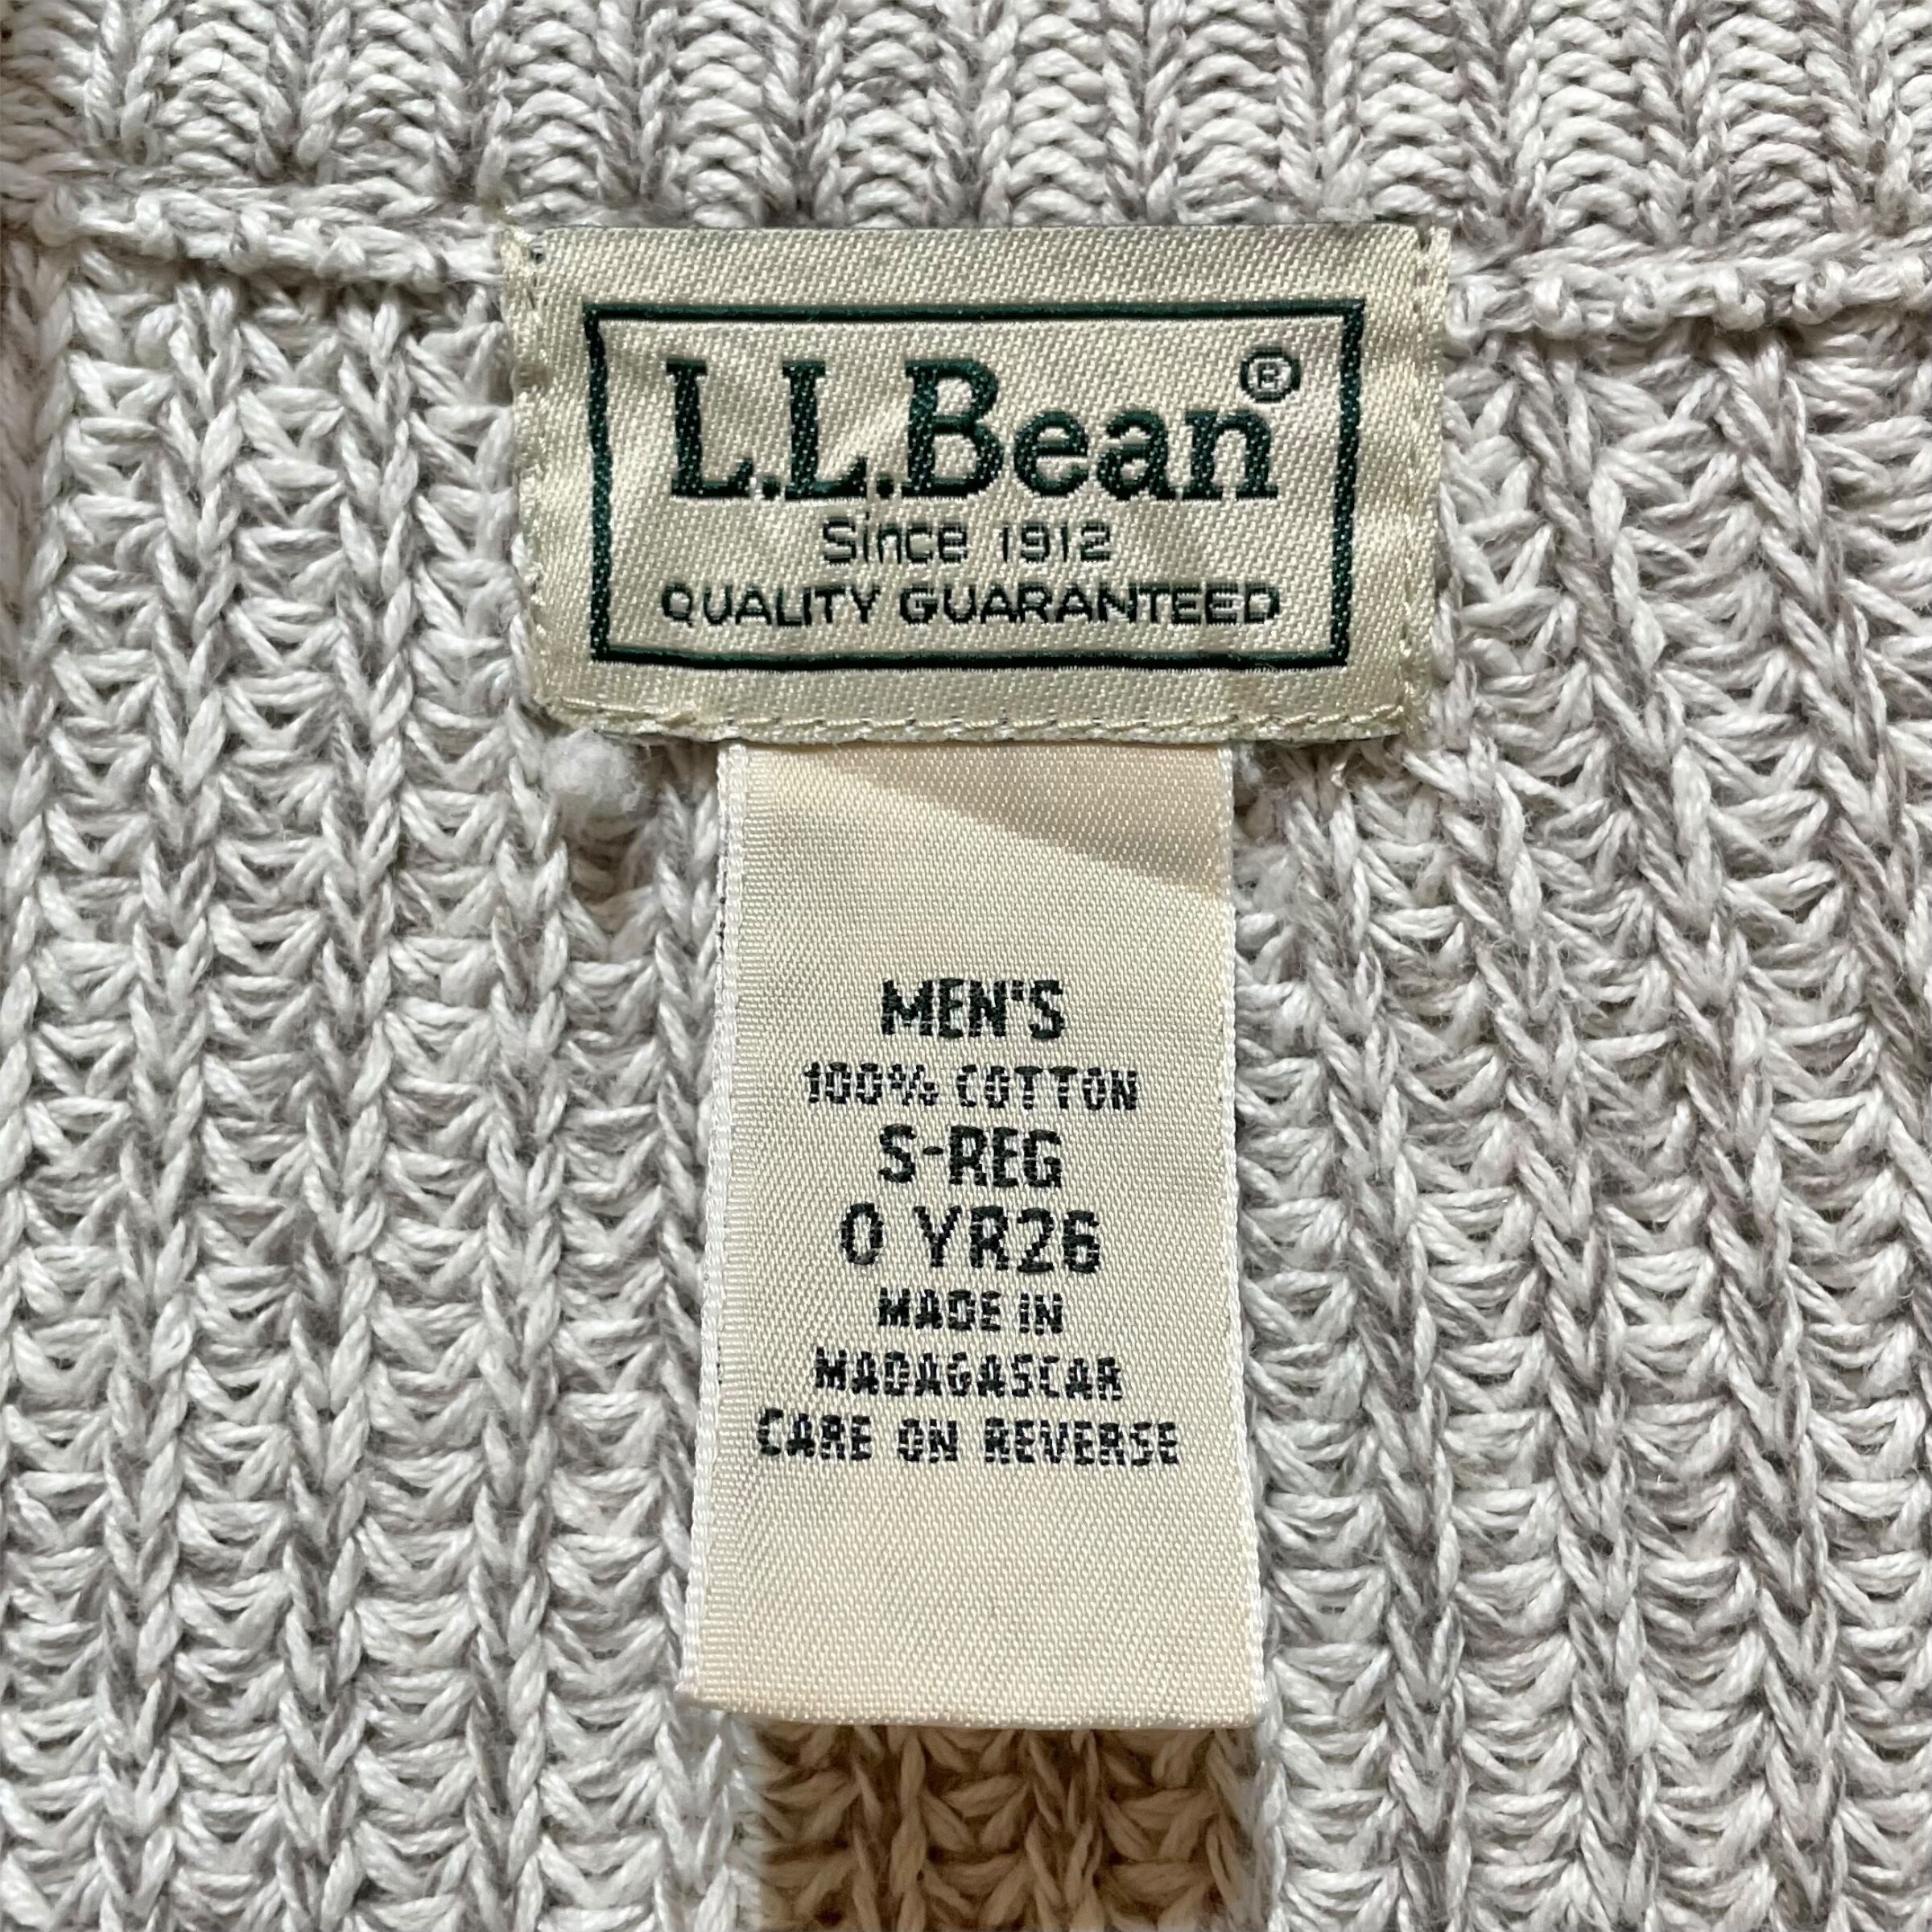 L.L.Bean®
Since 1912
QUALITY GUARANTEED
MEN'S
100% COTTON
S-REG
0 YR26
MADE IN
MADAGASCAR
CARE ON REVERSE